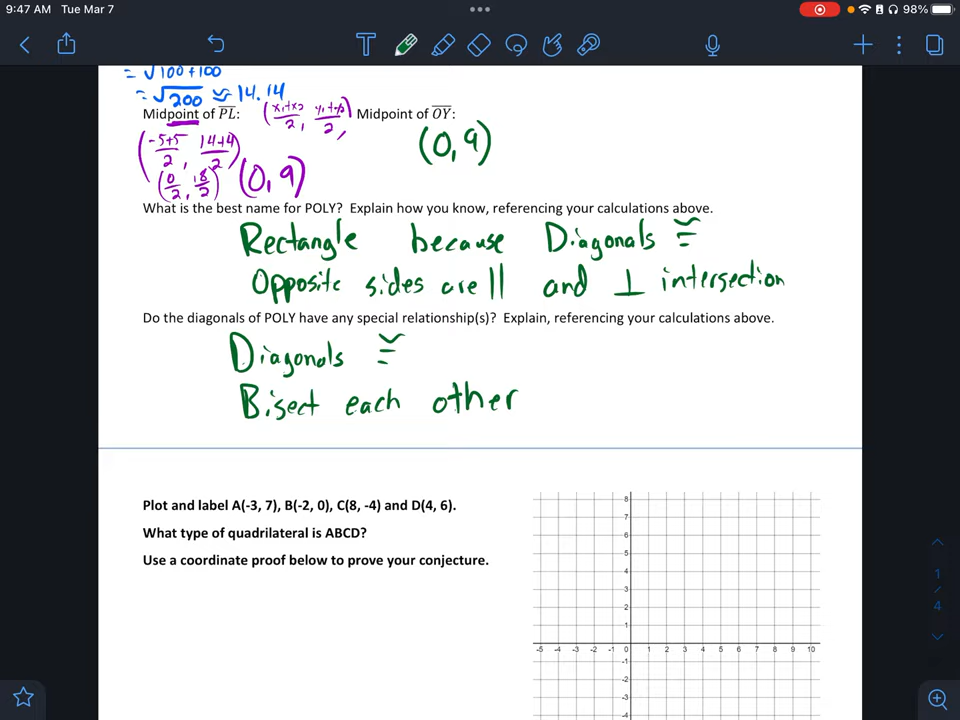 9:47 AM Tue Mar 7
98%
= √100+100
= √200 ≈ 14.14
Midpoint of PL: (x₁+x₂/2, y₁+y₂/2) Midpoint of OY:
(-5+5/2, 14+4/2)
(0/2, 18/2) (0, 9)
(0, 9)
What is the best name for POLY? Explain how you know, referencing your calculations above.
Rectangle because Diagonals ≅
Opposite sides are || and ⊥ intersection
Do the diagonals of POLY have any special relationship(s)? Explain, referencing your calculations above.
Diagonals ≅
Bisect each other
Plot and label A(-3, 7), B(-2, 0), C(8, -4) and D(4, 6).
What type of quadrilateral is ABCD?
Use a coordinate proof below to prove your conjecture.
8
7
6
5
4
3
2
1
-5 -4 -3 -2 -1 0 1 2 3 4 5 6 7 8 9 10
-1
-2
-3
-4
1
/
4